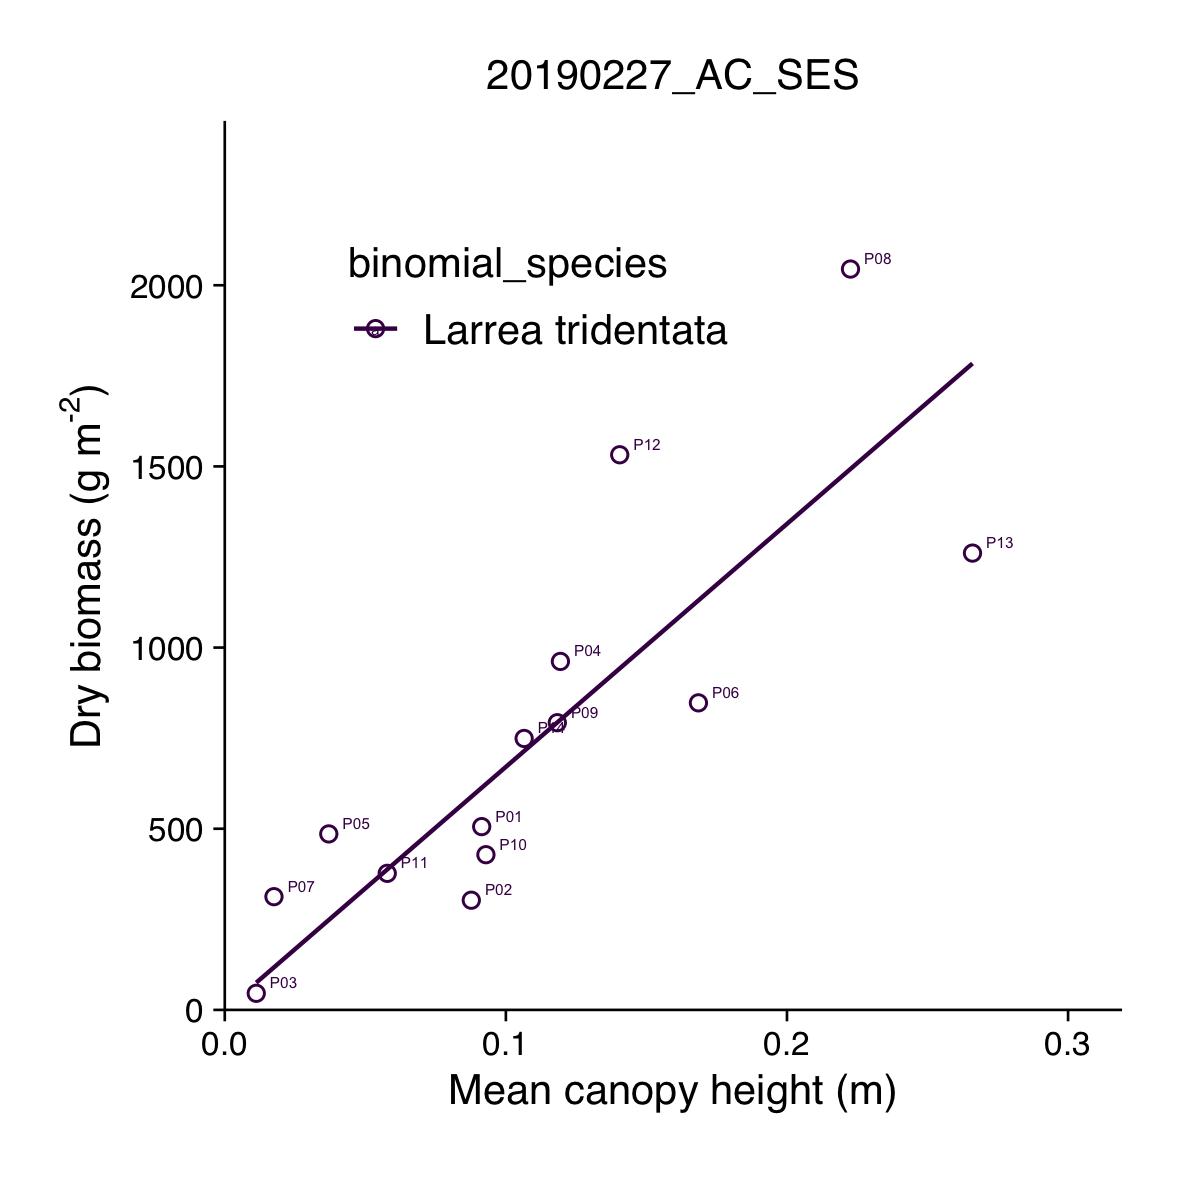 20190227_AC_SES
binomial_species
Larrea tridentata
P08
P12
P13
P04
P06
P09
P14
P05
P01
P10
P11
P07
P02
P03
2000
1500
1000
500
0
Dry biomass (g m⁻²)
0.0 0.1 0.2 0.3
Mean canopy height (m)